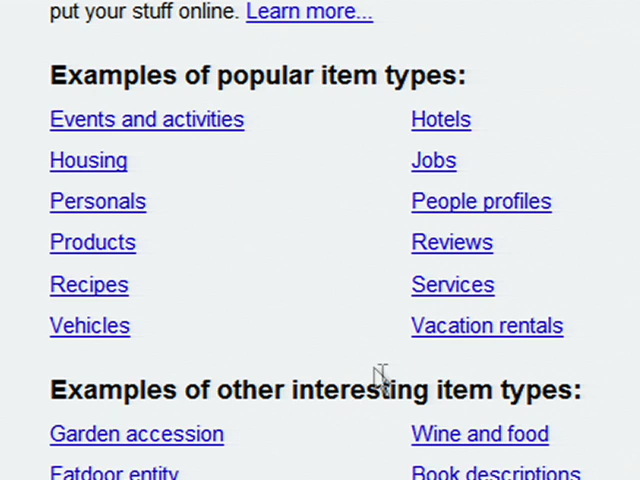 put your stuff online. Learn more...
Examples of popular item types:
Events and activities
Hotels
Housing
Jobs
Personals
People profiles
Products
Reviews
Recipes
Services
Vehicles
Vacation rentals
Examples of other interesting item types:
Garden accession
Wine and food
Fatdoor entity
Book descriptions